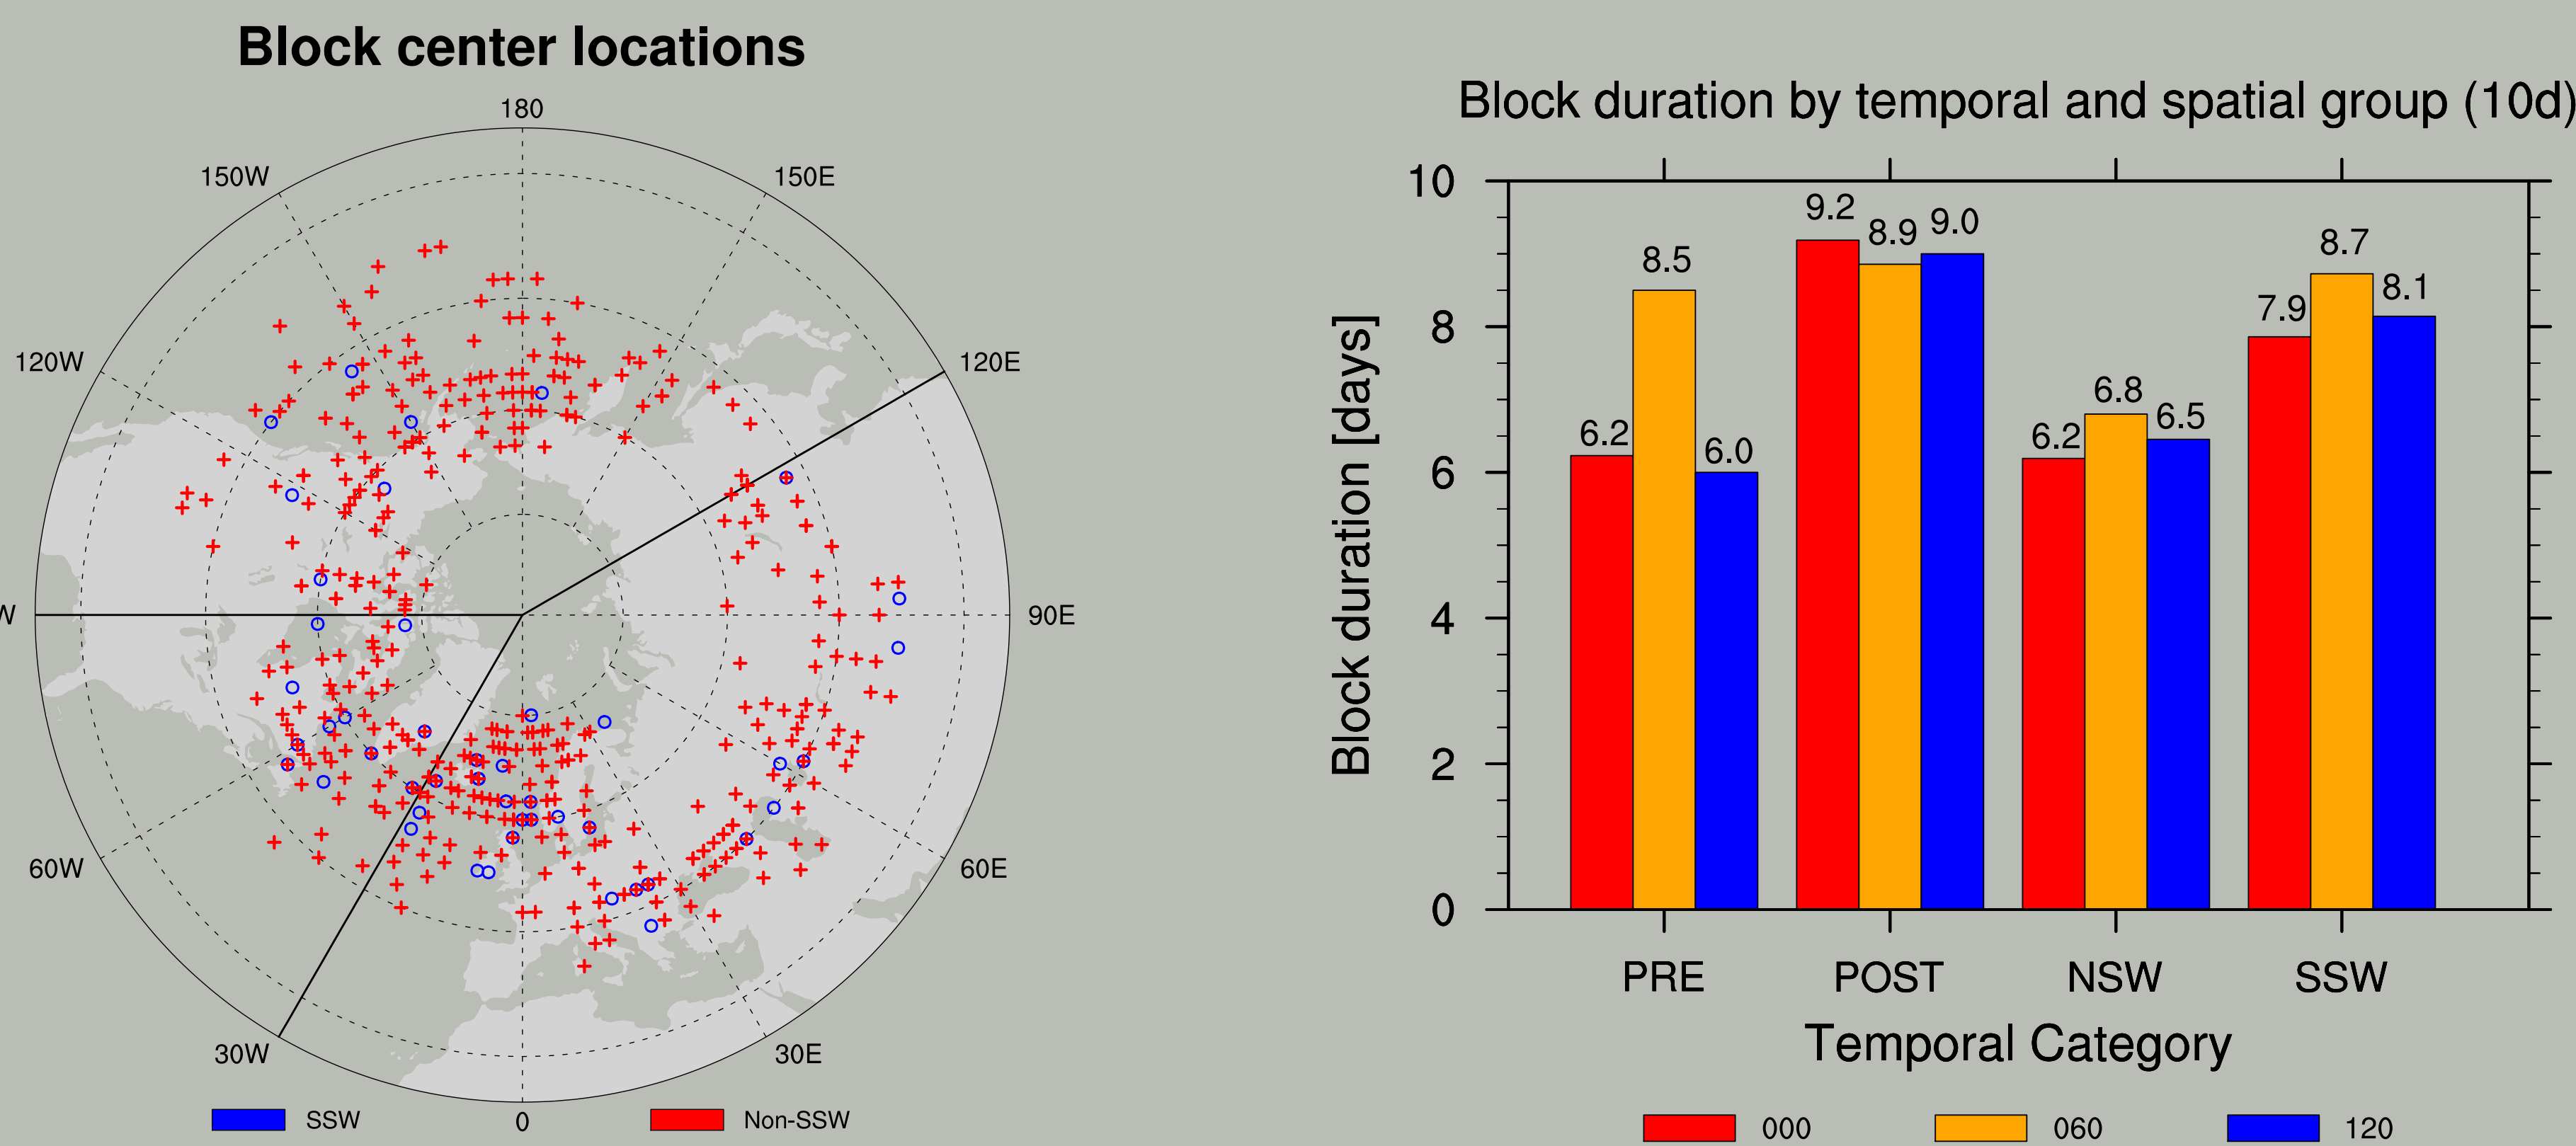 Block center locations
180
150W
150E
120W
120E
W
90E
60W
60E
30W
30E
0
SSW
Non-SSW
Block duration by temporal and spatial group (10d)
Block duration [days]
10
8
6
4
2
0
6.2
8.5
6.0
9.2
8.9
9.0
6.2
6.8
6.5
7.9
8.7
8.1
PRE
POST
NSW
SSW
Temporal Category
000
060
120